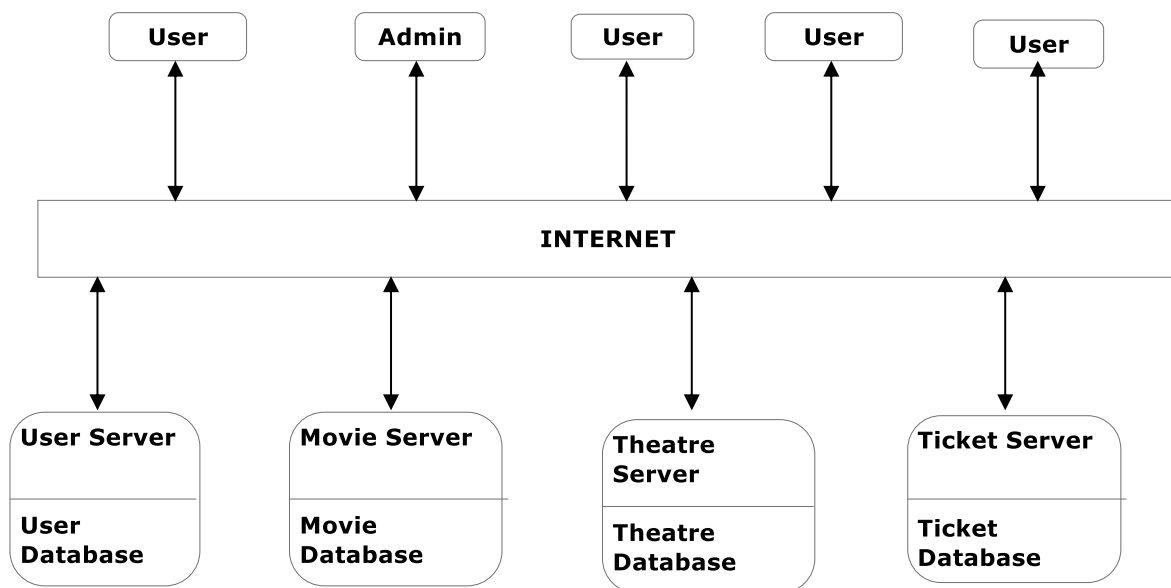 User
Admin
User
User
User
INTERNET
User Server
User
Database
Movie Server
Movie
Database
Theatre
Server
Theatre
Database
Ticket Server
Ticket
Database